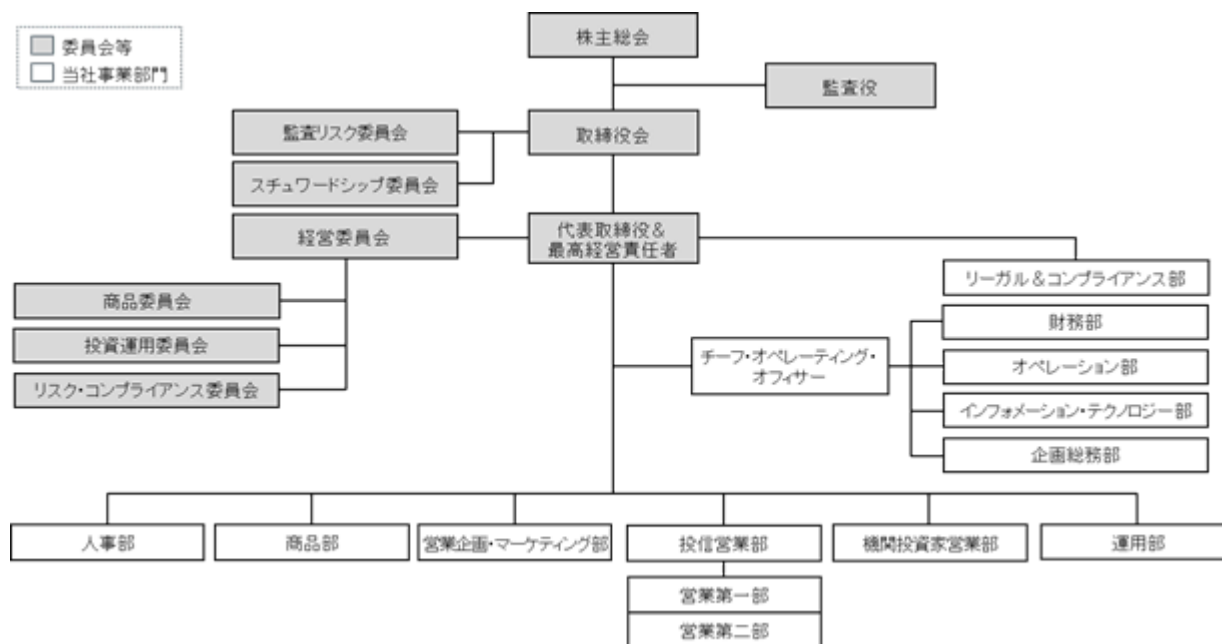 委員会等
当社事業部門
株主総会
監査役
監査リスク委員会
取締役会
スチュワードシップ委員会
経営委員会
代表取締役＆
最高経営責任者
リーガル＆コンプライアンス部
商品委員会
財務部
投資運用委員会
チーフ・オペレーティング・
オフィサー
オペレーション部
リスク・コンプライアンス委員会
インフォメーション・テクノロジー部
企画総務部
人事部
商品部
営業企画・マーケティング部
投信営業部
機関投資家営業部
運用部
営業第一部
営業第二部